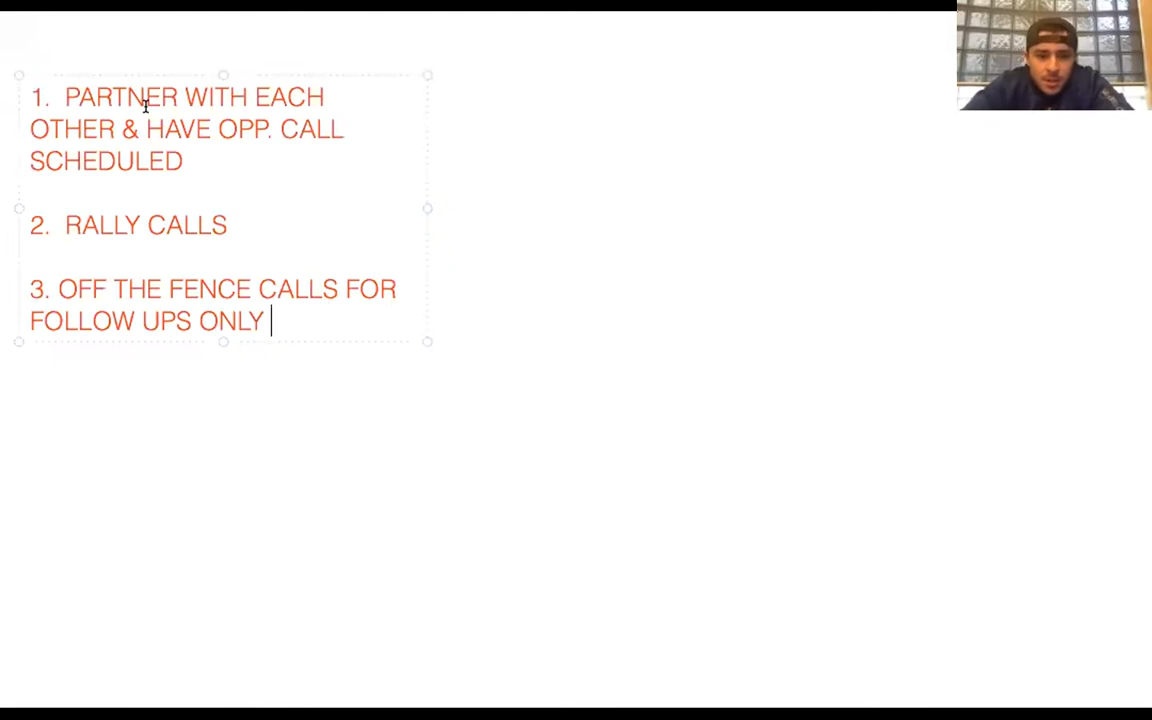 1. PARTNER WITH EACH
OTHER & HAVE OPP. CALL
SCHEDULED
2. RALLY CALLS
3. OFF THE FENCE CALLS FOR
FOLLOW UPS ONLY